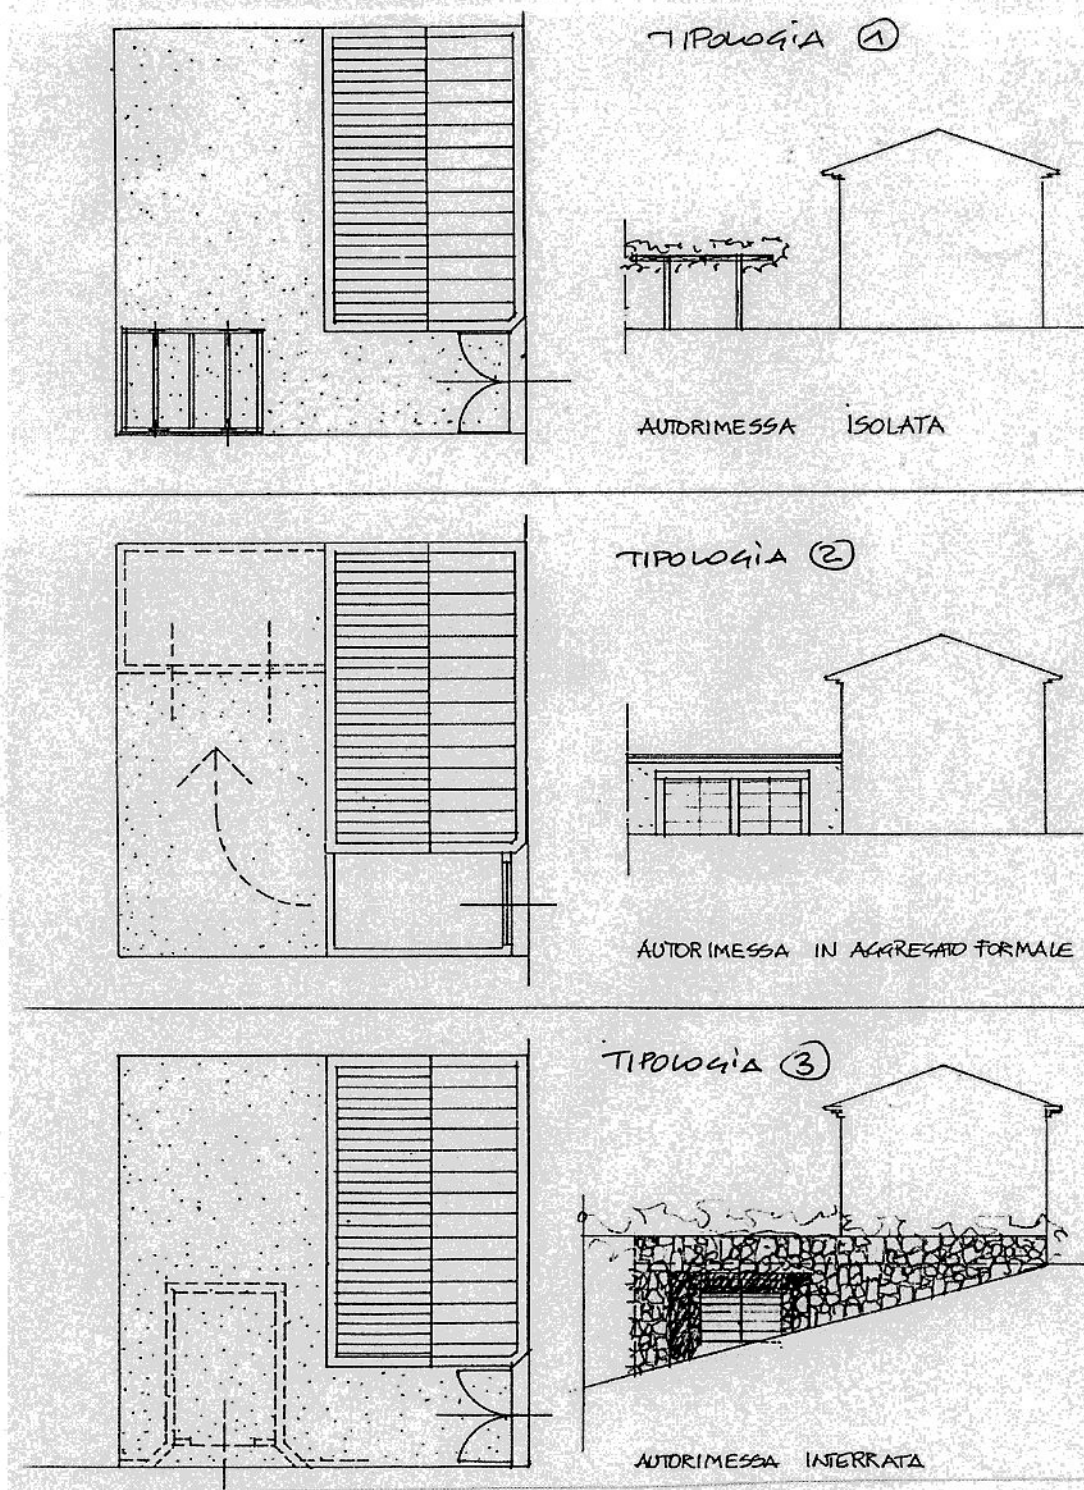 TIPOLOGIA 1
AUTORIMESSA ISOLATA
TIPOLOGIA 2
AUTORIMESSA IN AGGREGATO FORMALE
TIPOLOGIA 3
AUTORIMESSA INTERRATA